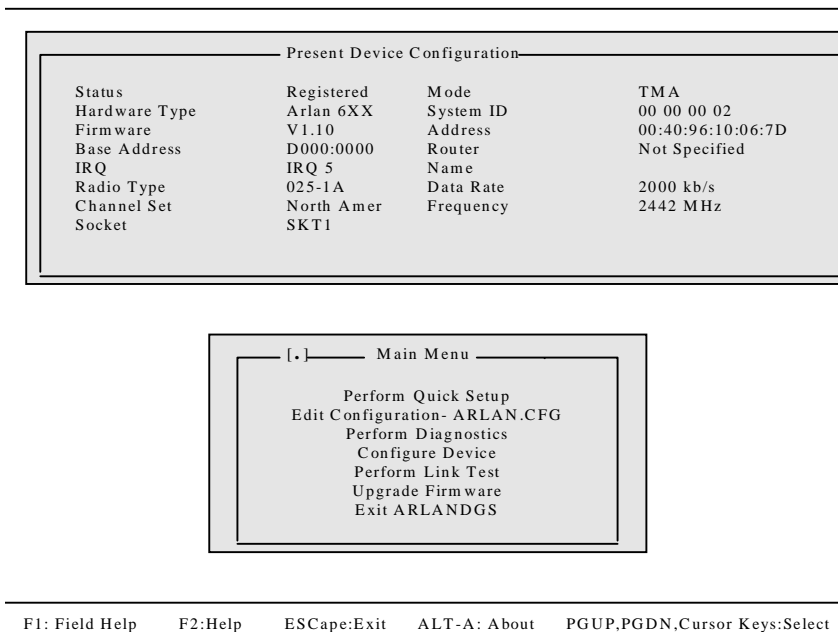 Present Device Configuration
Status Registered Mode TMA
Hardware Type Arlan 6XX System ID 00 00 00 02
Firmware V1.10 Address 00:40:96:10:06:7D
Base Address D000:0000 Router Not Specified
IRQ IRQ 5 Name
Radio Type 025-1A Data Rate 2000 kb/s
Channel Set North Amer Frequency 2442 MHz
Socket SKT1
[.] Main Menu
Perform Quick Setup
Edit Configuration- ARLAN.CFG
Perform Diagnostics
Configure Device
Perform Link Test
Upgrade Firmware
Exit ARLANDGS
F1: Field Help F2:Help ESCape:Exit ALT-A: About PGUP,PGDN,Cursor Keys:Select